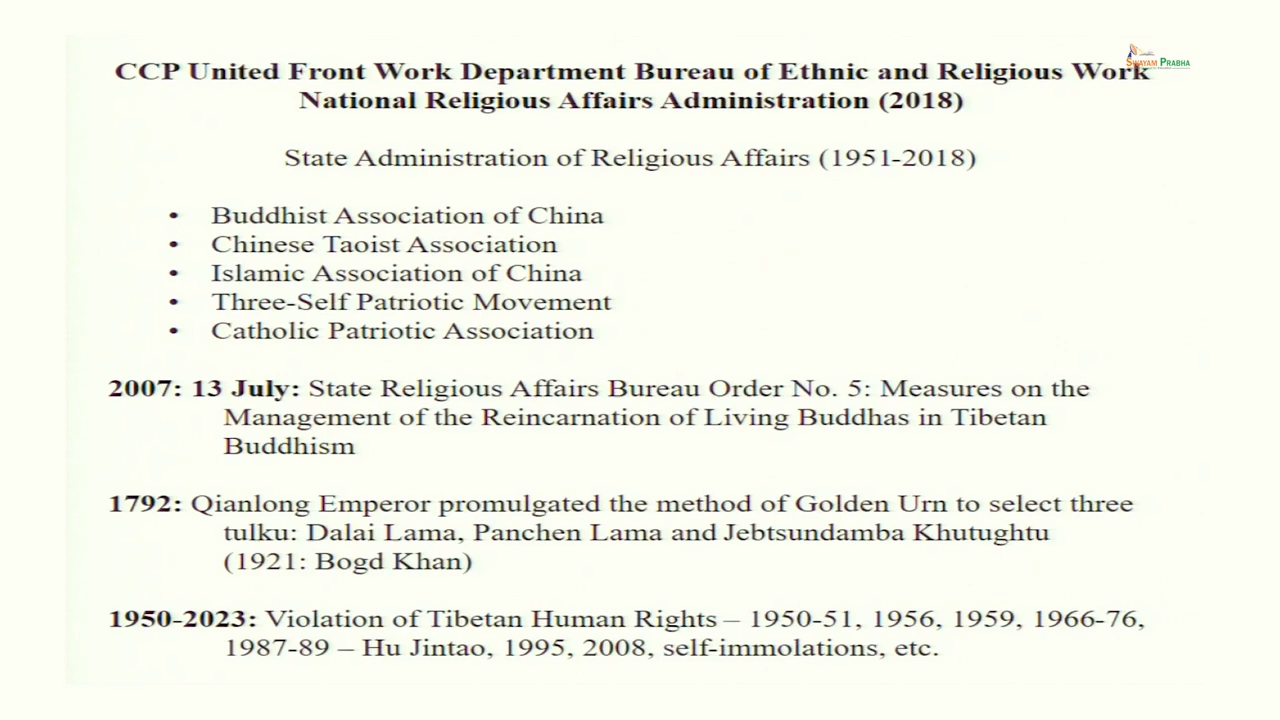 CCP United Front Work Department Bureau of Ethnic and Religious Work
National Religious Affairs Administration (2018)
SWAYAM PRABHA
State Administration of Religious Affairs (1951-2018)
• Buddhist Association of China
• Chinese Taoist Association
• Islamic Association of China
• Three-Self Patriotic Movement
• Catholic Patriotic Association
2007: 13 July: State Religious Affairs Bureau Order No. 5: Measures on the
Management of the Reincarnation of Living Buddhas in Tibetan
Buddhism
1792: Qianlong Emperor promulgated the method of Golden Urn to select three
tulku: Dalai Lama, Panchen Lama and Jebtsundamba Khutughtu
(1921: Bogd Khan)
1950-2023: Violation of Tibetan Human Rights – 1950-51, 1956, 1959, 1966-76,
1987-89 – Hu Jintao, 1995, 2008, self-immolations, etc.